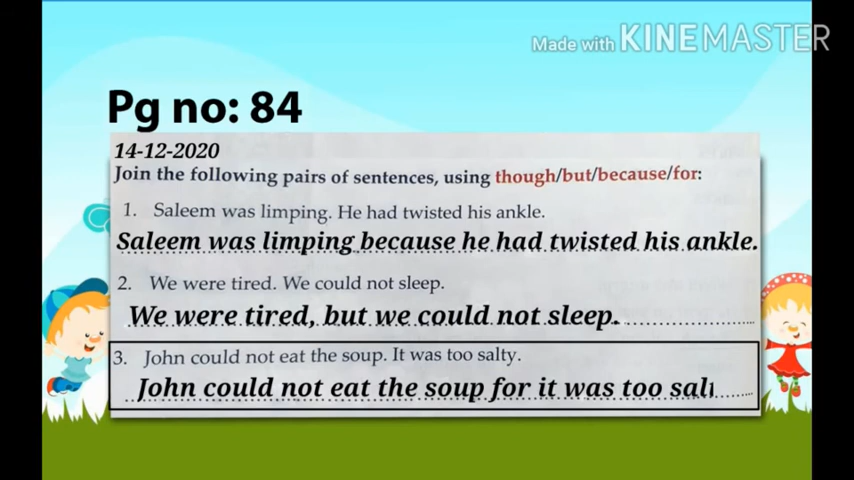 Made with KINEMASTER
Pg no: 84
14-12-2020
Join the following pairs of sentences, using though/but/because/for:
1. Saleem was limping. He had twisted his ankle.
Saleem was limping because he had twisted his ankle.
2. We were tired. We could not sleep.
We were tired, but we could not sleep.
3. John could not eat the soup. It was too salty.
John could not eat the soup for it was too